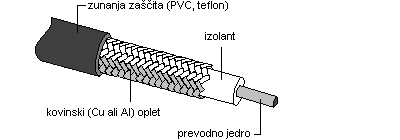 zunanja zaščita (PVC, teflon)
izolant
kovinski (Cu ali Al) oplet
prevodno jedro